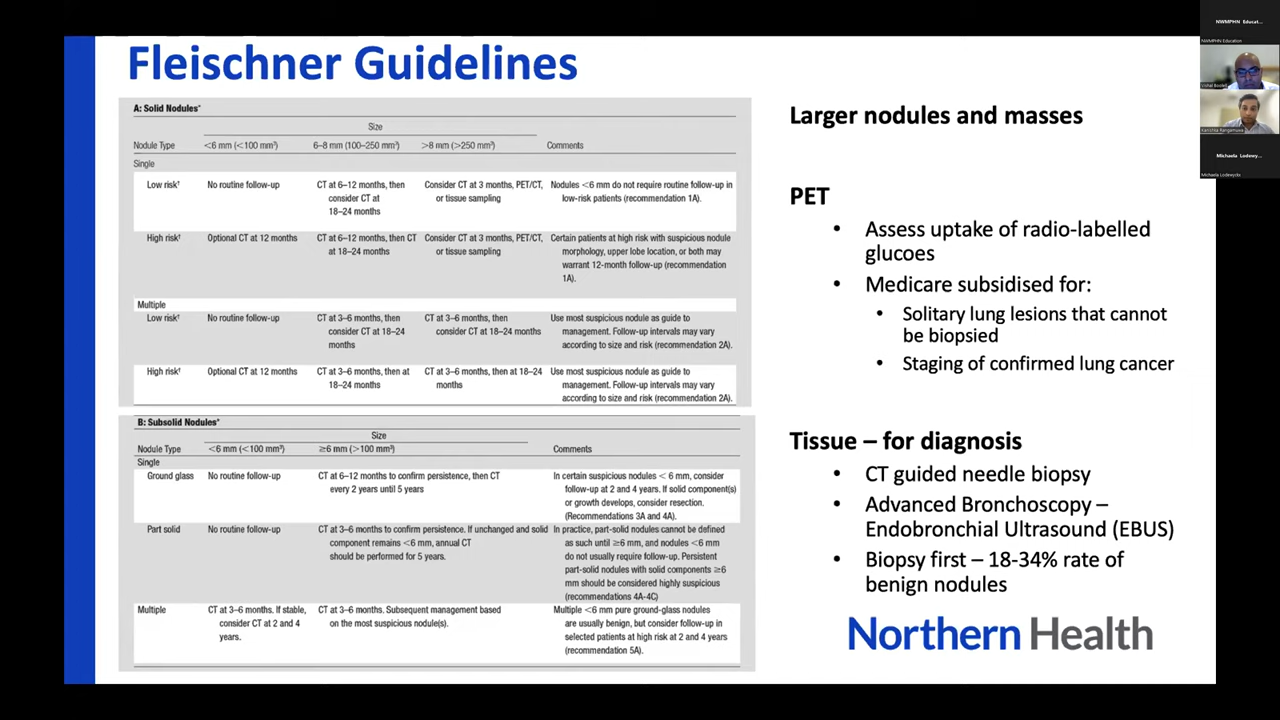 Fleischner Guidelines
A: Solid Nodules*
Size
Nodule Type <6 mm (<100 mm³) 6–8 mm (100–250 mm³) >8 mm (>250 mm³) Comments
Single
Low risk† No routine follow-up CT at 6–12 months, then CT at 3 months, PET/CT, Nodules <6 mm do not require routine follow-up in
consider CT at or tissue sampling low-risk patients (recommendation 1A).
18–24 months
High risk† Optional CT at 12 months CT at 6–12 months, then CT Consider CT at 3 months, PET/CT, Certain patients at high risk with suspicious nodule
at 18–24 months or tissue sampling morphology, upper lobe location, or both may
warrant 12-month follow-up (recommendation
1A).
Multiple
Low risk† No routine follow-up CT at 3–6 months, then CT at 3–6 months, then Use most suspicious nodule as guide to
consider CT at 18–24 consider CT at 18–24 months management. Follow-up intervals may vary
months according to size and risk (recommendation 2A).
High risk† Optional CT at 12 months CT at 3–6 months, then at CT at 3–6 months, then at 18–24 Use most suspicious nodule as guide to
18–24 months months management. Follow-up intervals may vary
according to size and risk (recommendation 2A).
B: Subsolid Nodules*
Size
Nodule Type <6 mm (<100 mm³) ≥6 mm (>100 mm³) Comments
Single
Ground glass No routine follow-up CT at 6–12 months to confirm persistence, then CT In certain suspicious nodules < 6 mm, consider
every 2 years until 5 years follow-up at 2 and 4 years. If solid component(s)
or growth develops, consider resection.
(Recommendations 3A and 4A).
Part solid No routine follow-up CT at 3–6 months to confirm persistence. If unchanged and solid In practice, part-solid nodules cannot be defined
component remains <6 mm, annual CT as such until ≥6 mm, and nodules <6 mm
should be performed for 5 years. do not usually require follow-up. Persistent
part-solid nodules with solid components ≥6
mm should be considered highly suspicious
(recommendations 4A-4C)
Multiple CT at 3–6 months. If stable, CT at 3–6 months. Subsequent management based Multiple <6 mm pure ground-glass nodules
consider CT at 2 and 4 on the most suspicious nodule(s). are usually benign, but consider follow-up in
years. selected patients at high risk at 2 and 4 years
(recommendation 5A).
Larger nodules and masses
PET
• Assess uptake of radio-labelled
glucoes
• Medicare subsidised for:
• Solitary lung lesions that cannot
be biopsied
• Staging of confirmed lung cancer
Tissue – for diagnosis
• CT guided needle biopsy
• Advanced Bronchoscopy –
Endobronchial Ultrasound (EBUS)
• Biopsy first – 18-34% rate of
benign nodules
Northern Health
NWMPHN Educat...
NWMPHN Education
Michaela Lodewy...
Michaela Lodewyckx